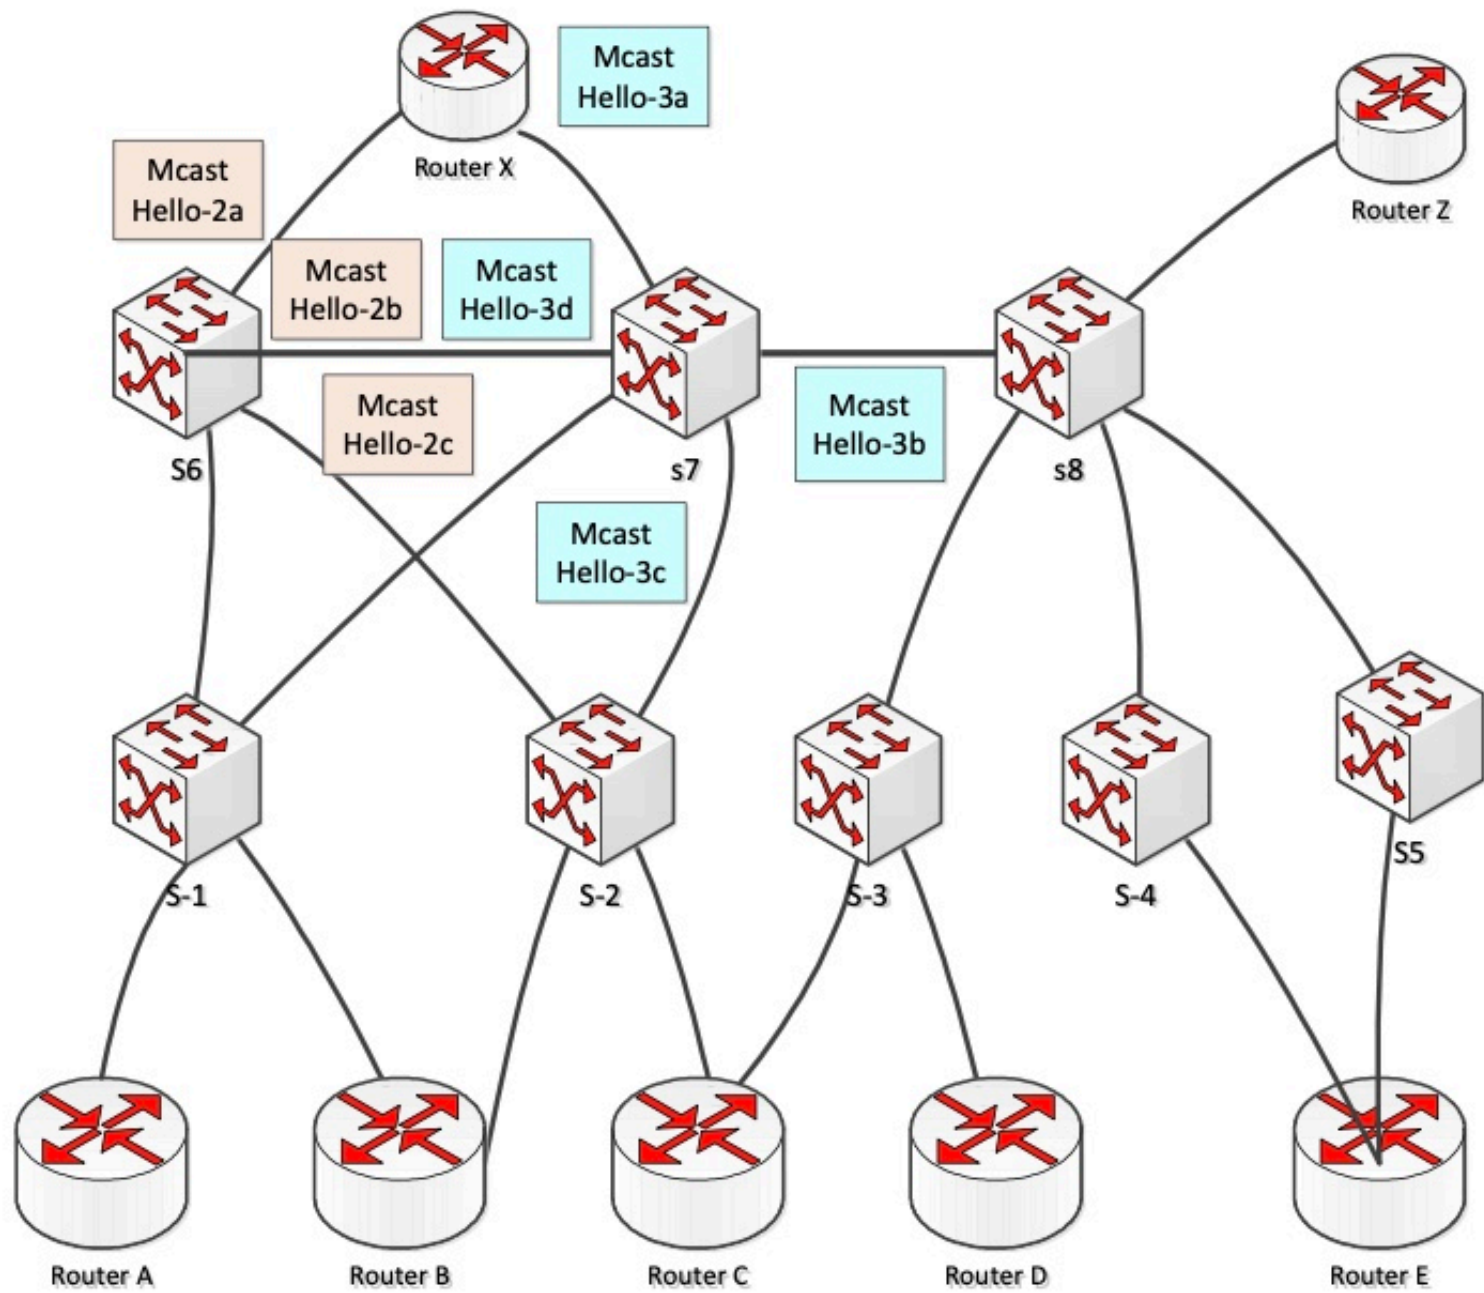 Mcast
Hello-3a
Router X
Mcast
Hello-2a
Router Z
Mcast
Hello-2b
Mcast
Hello-3d
Mcast
Hello-2c
Mcast
Hello-3b
S6
s7
s8
Mcast
Hello-3c
S5
S-1
S-2
S-3
S-4
Router A
Router B
Router C
Router D
Router E